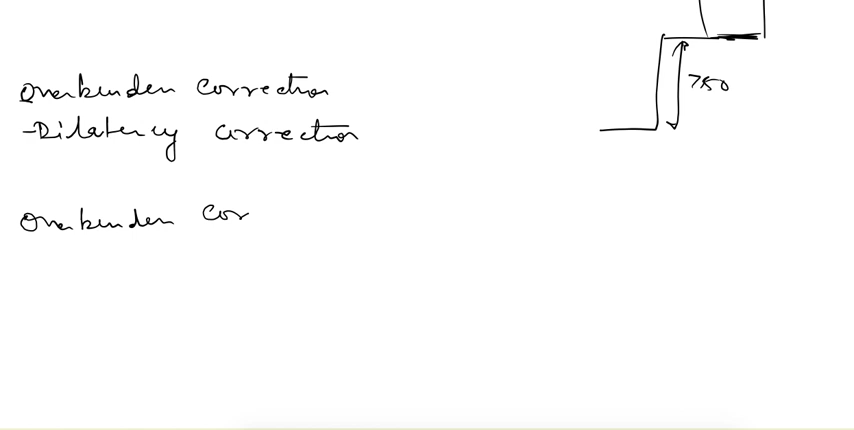 Overburden correction
-Dilatency correction
750
Overburden cor